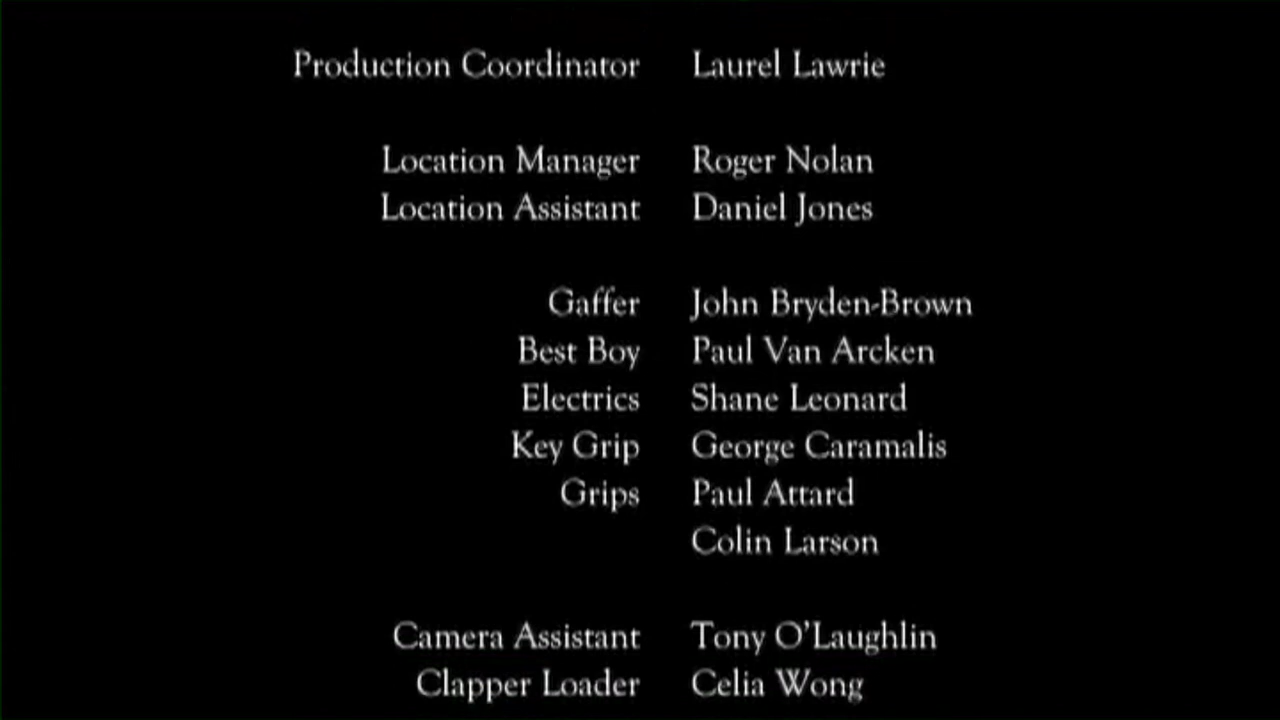 Production Coordinator Laurel Lawrie
Location Manager Roger Nolan
Location Assistant Daniel Jones
Gaffer John Bryden-Brown
Best Boy Paul Van Arcken
Electrics Shane Leonard
Key Grip George Caramalis
Grips Paul Attard
Colin Larson
Camera Assistant Tony O'Laughlin
Clapper Loader Celia Wong